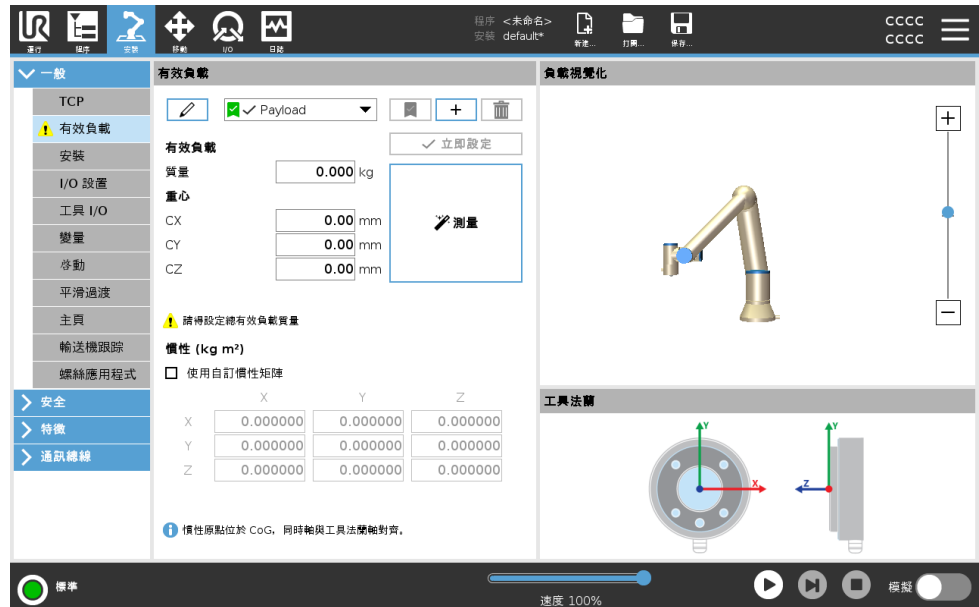 UR
運行
程序
安裝
移動
I/O
日誌
程序 <未命名>
安裝 default*
新建...
打開...
保存...
CCCC
CCCC
一般
TCP
有效負載
安裝
I/O 設置
工具 I/O
變量
啓動
平滑過渡
主頁
輸送機跟踪
螺絲應用程式
安全
特徵
通訊總線
有效負載
Payload
立即設定
有效負載
質量 0.000 kg
重心
CX 0.00 mm
CY 0.00 mm
CZ 0.00 mm
測量
請得設定總有效負載質量
慣性 (kg m²)
使用自訂慣性矩陣
X Y Z
X 0.000000 0.000000 0.000000
Y 0.000000 0.000000 0.000000
Z 0.000000 0.000000 0.000000
慣性原點位於 CoG，同時軸與工具法蘭軸對齊。
負載視覺化
工具法蘭
Y
X
Y
Z
標準
速度 100%
模擬